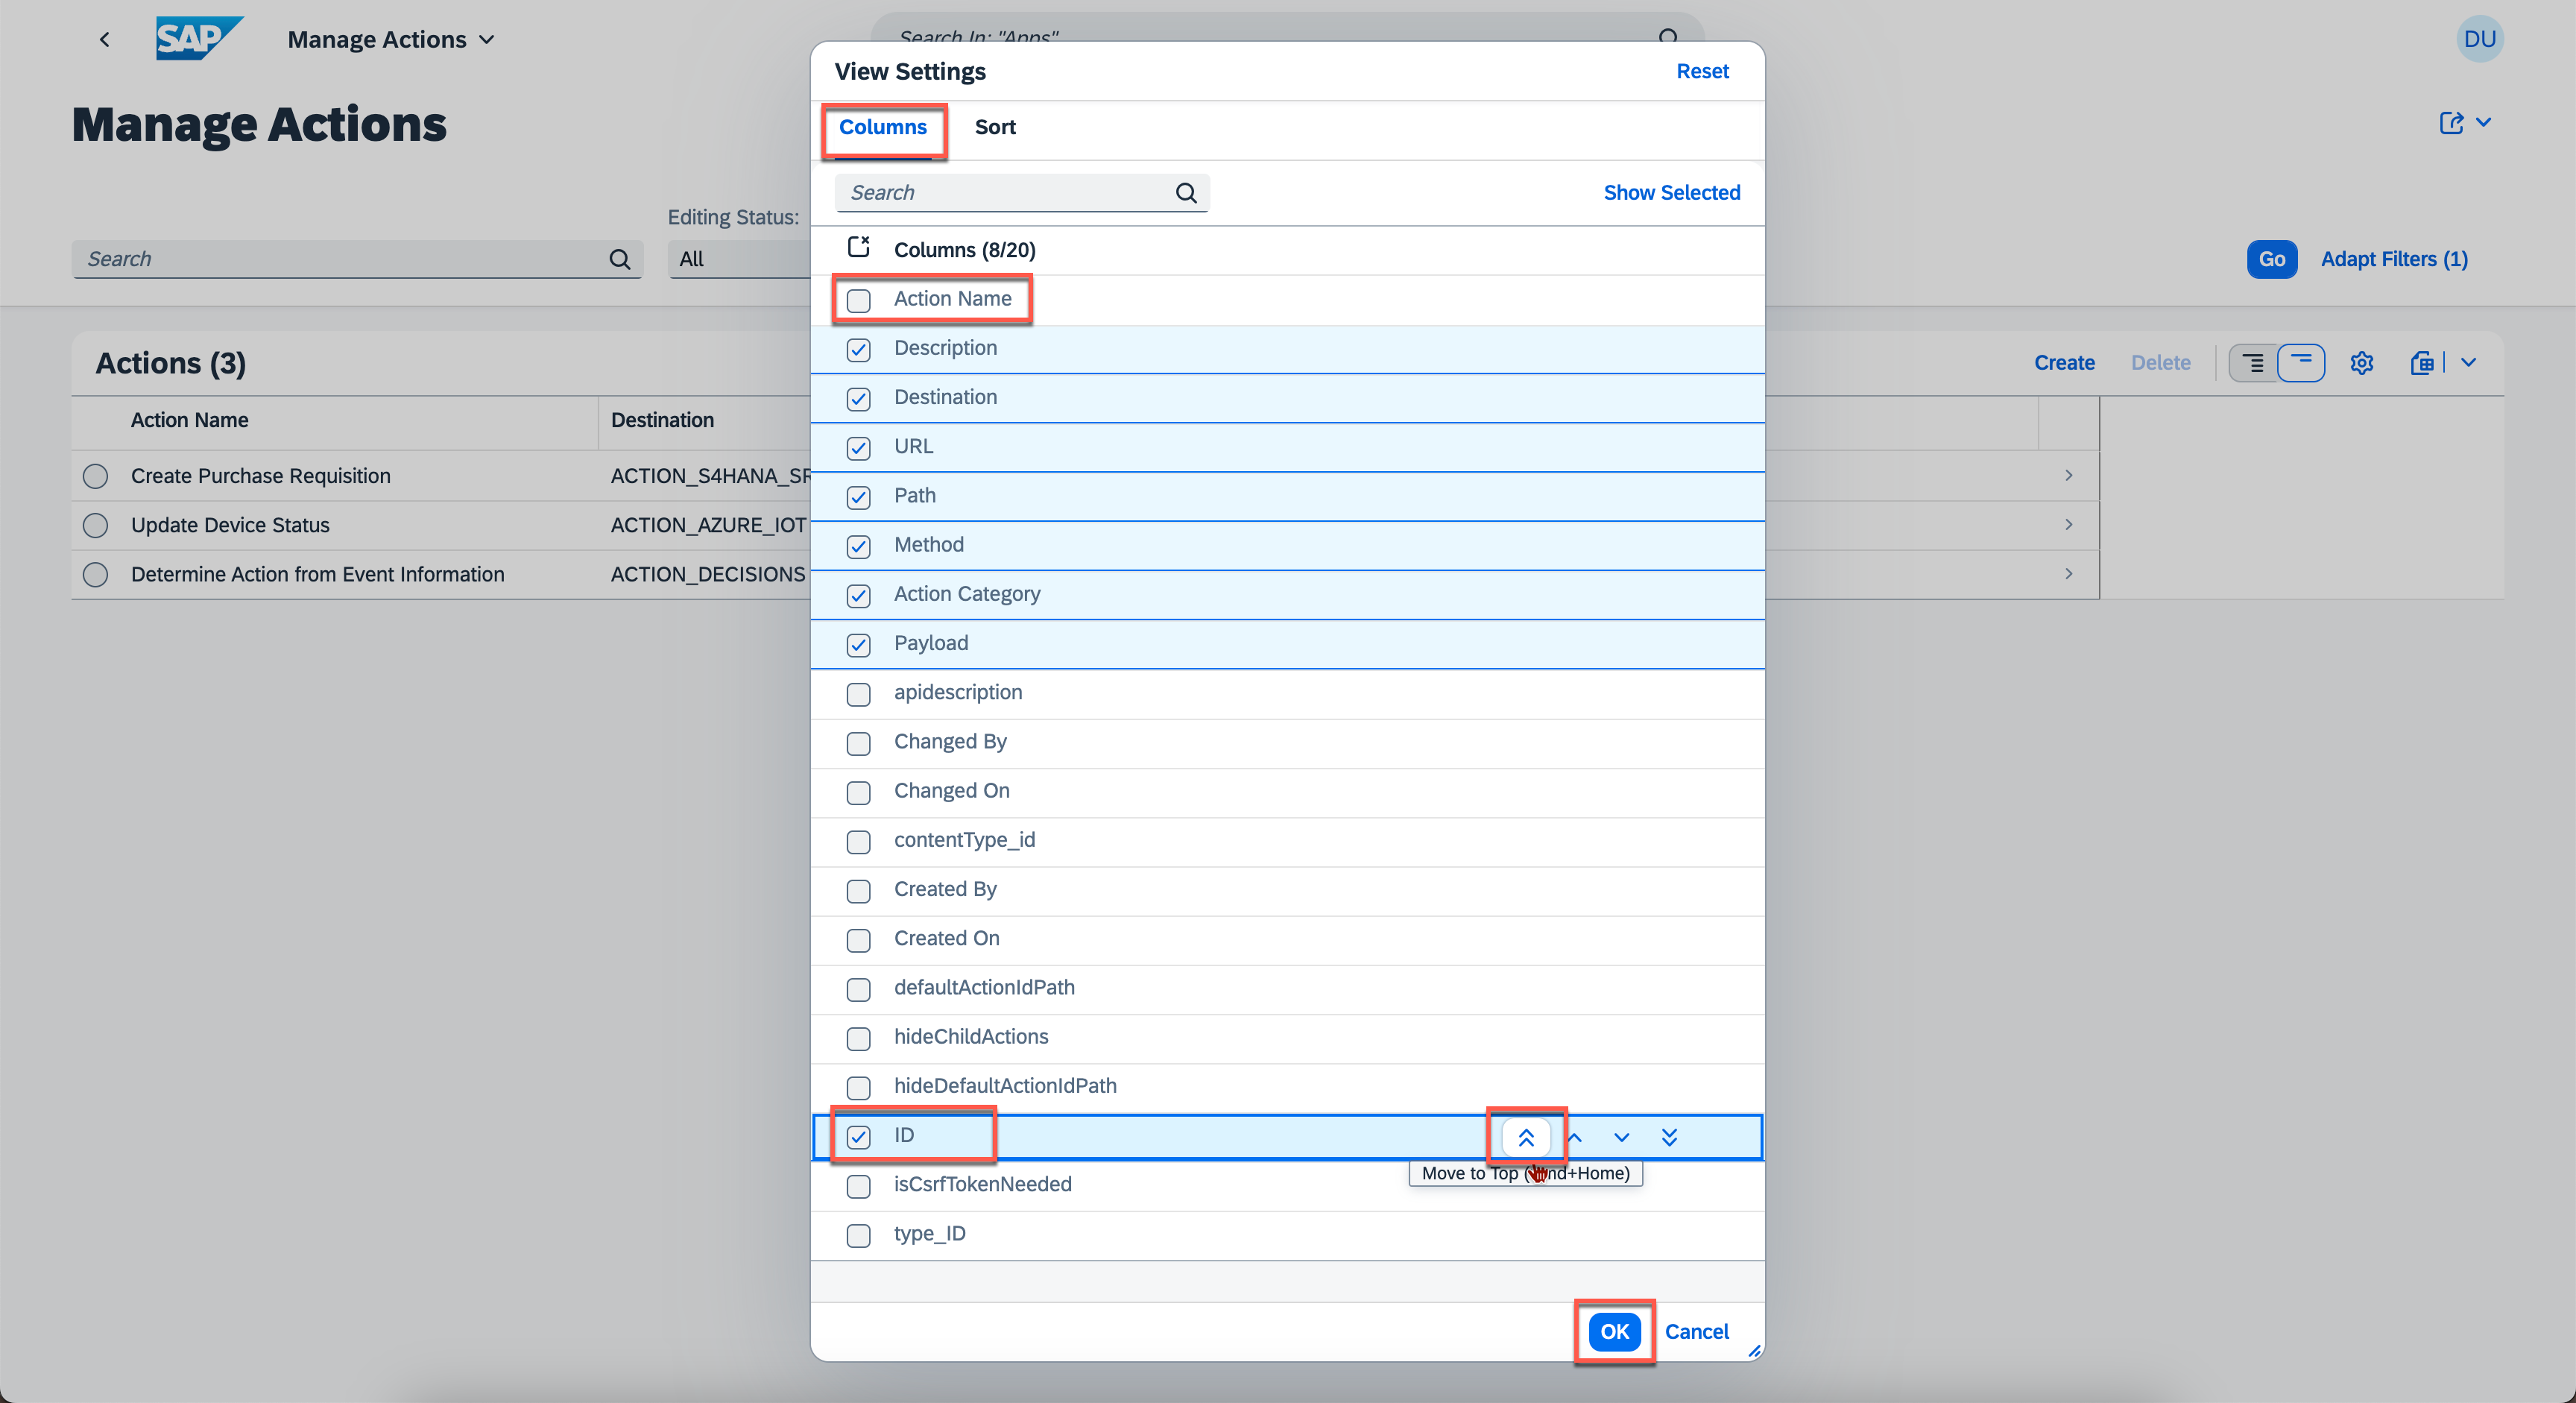 SAP
Manage Actions
Search In: "Apps"
DU
Manage Actions
Editing Status:
Search
All
Go
Adapt Filters (1)
Actions (3)
Create
Delete
Action Name
Destination
Create Purchase Requisition
ACTION_S4HANA_SR
Update Device Status
ACTION_AZURE_IOT
Determine Action from Event Information
ACTION_DECISIONS
View Settings
Reset
Columns
Sort
Search
Show Selected
Columns (8/20)
Action Name
Description
Destination
URL
Path
Method
Action Category
Payload
apidescription
Changed By
Changed On
contentType_id
Created By
Created On
defaultActionIdPath
hideChildActions
hideDefaultActionIdPath
ID
Move to Top
nd+Home)
isCsrfTokenNeeded
type_ID
OK
Cancel